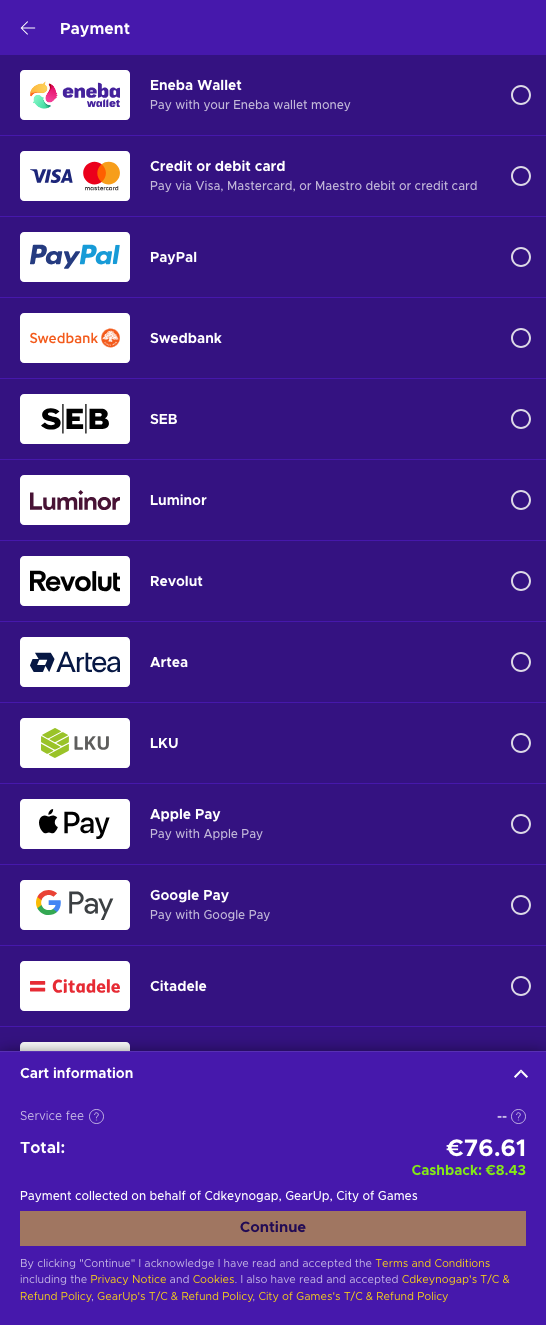 Payment
eneba
wallet
Eneba Wallet
Pay with your Eneba wallet money
VISA
mastercard
Credit or debit card
Pay via Visa, Mastercard, or Maestro debit or credit card
PayPal
PayPal
Swedbank
Swedbank
SEB
SEB
Luminor
Luminor
Revolut
Revolut
Artea
Artea
LKU
LKU
Pay
Apple Pay
Pay with Apple Pay
G Pay
Google Pay
Pay with Google Pay
Citadele
Citadele
Cart information
Service fee ? -- ?
Total: €76.61
Cashback: €8.43
Payment collected on behalf of Cdkeynogap, GearUp, City of Games
Continue
By clicking "Continue" I acknowledge I have read and accepted the Terms and Conditions
including the Privacy Notice and Cookies. I also have read and accepted Cdkeynogap's T/C &
Refund Policy, GearUp's T/C & Refund Policy, City of Games's T/C & Refund Policy